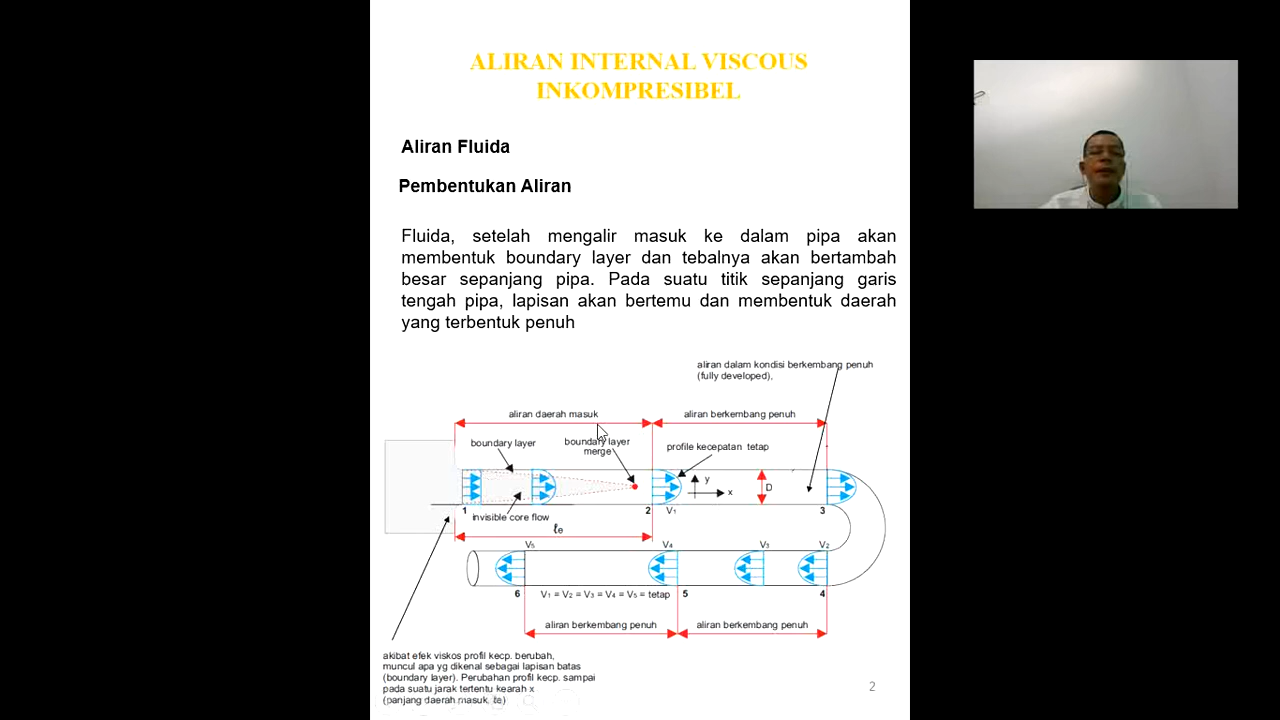 ALIRAN INTERNAL VISCOUS
INKOMPRESIBEL
Aliran Fluida
Pembentukan Aliran
Fluida, setelah mengalir masuk ke dalam pipa akan
membentuk boundary layer dan tebalnya akan bertambah
besar sepanjang pipa. Pada suatu titik sepanjang garis
tengah pipa, lapisan akan bertemu dan membentuk daerah
yang terbentuk penuh
aliran dalam kondisi berkembang penuh
(fully developed),
aliran daerah masuk
aliran berkembang penuh
boundary layer
boundary layer
merge
profile kecepatan tetap
y
x
D
1
invisible core flow
2
V₁
3
ℓe
V₅
V₄
V₃
V₂
6
V₁ = V₂ = V₃ = V₄ = V₅ = tetap
5
4
aliran berkembang penuh
aliran berkembang penuh
akibat efek viskos profil kecp. berubah,
muncul apa yg dikenal sebagai lapisan batas
(boundary layer). Perubahan profil kecp. sampai
pada suatu jarak tertentu kearah x
(panjang daerah masuk, ℓe)
2